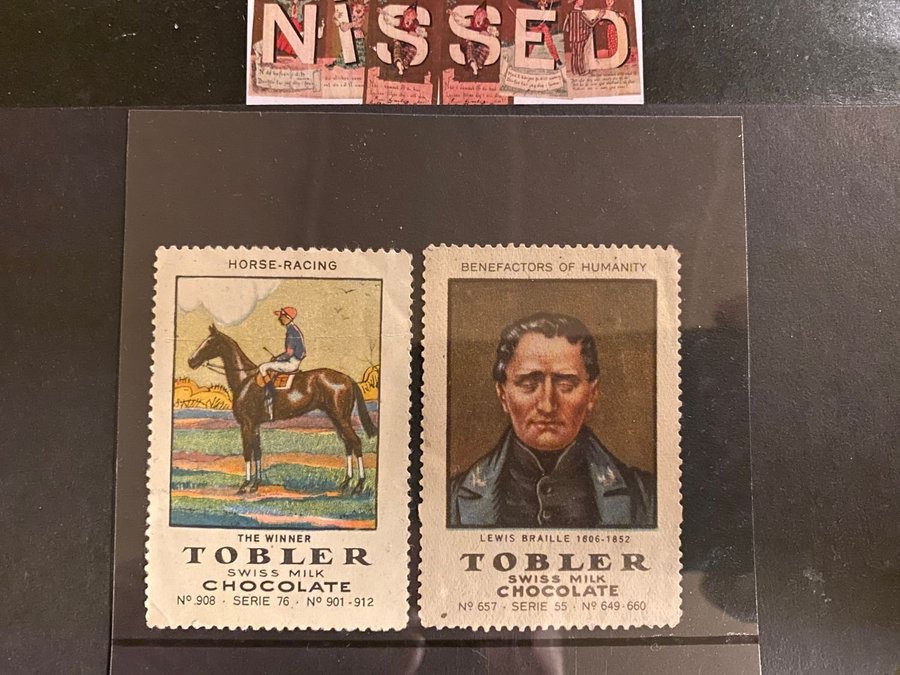 NISSED
HORSE-RACING
THE WINNER
TOBLER
SWISS MILK
CHOCOLATE
Nº 908 · SERIE 76 · Nº 901-912
BENEFACTORS OF HUMANITY
LEWIS BRAILLE 1806-1852
TOBLER
SWISS MILK
CHOCOLATE
Nº 657 · SERIE 55 · Nº 649-660